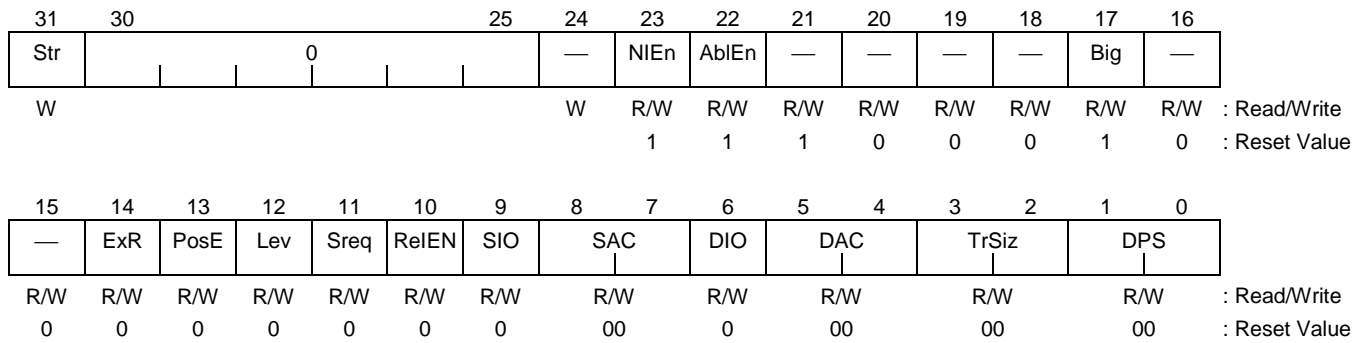 31 30 25 24 23 22 21 20 19 18 17 16
Str 0 — NIEn AblEn — — — — Big —
W W R/W R/W R/W R/W R/W R/W R/W R/W : Read/Write
1 1 1 0 0 0 1 0 : Reset Value
15 14 13 12 11 10 9 8 7 6 5 4 3 2 1 0
— ExR PosE Lev Sreq RelEN SIO SAC DIO DAC TrSiz DPS
R/W R/W R/W R/W R/W R/W R/W R/W R/W R/W R/W R/W : Read/Write
0 0 0 0 0 0 0 00 0 00 00 00 : Reset Value